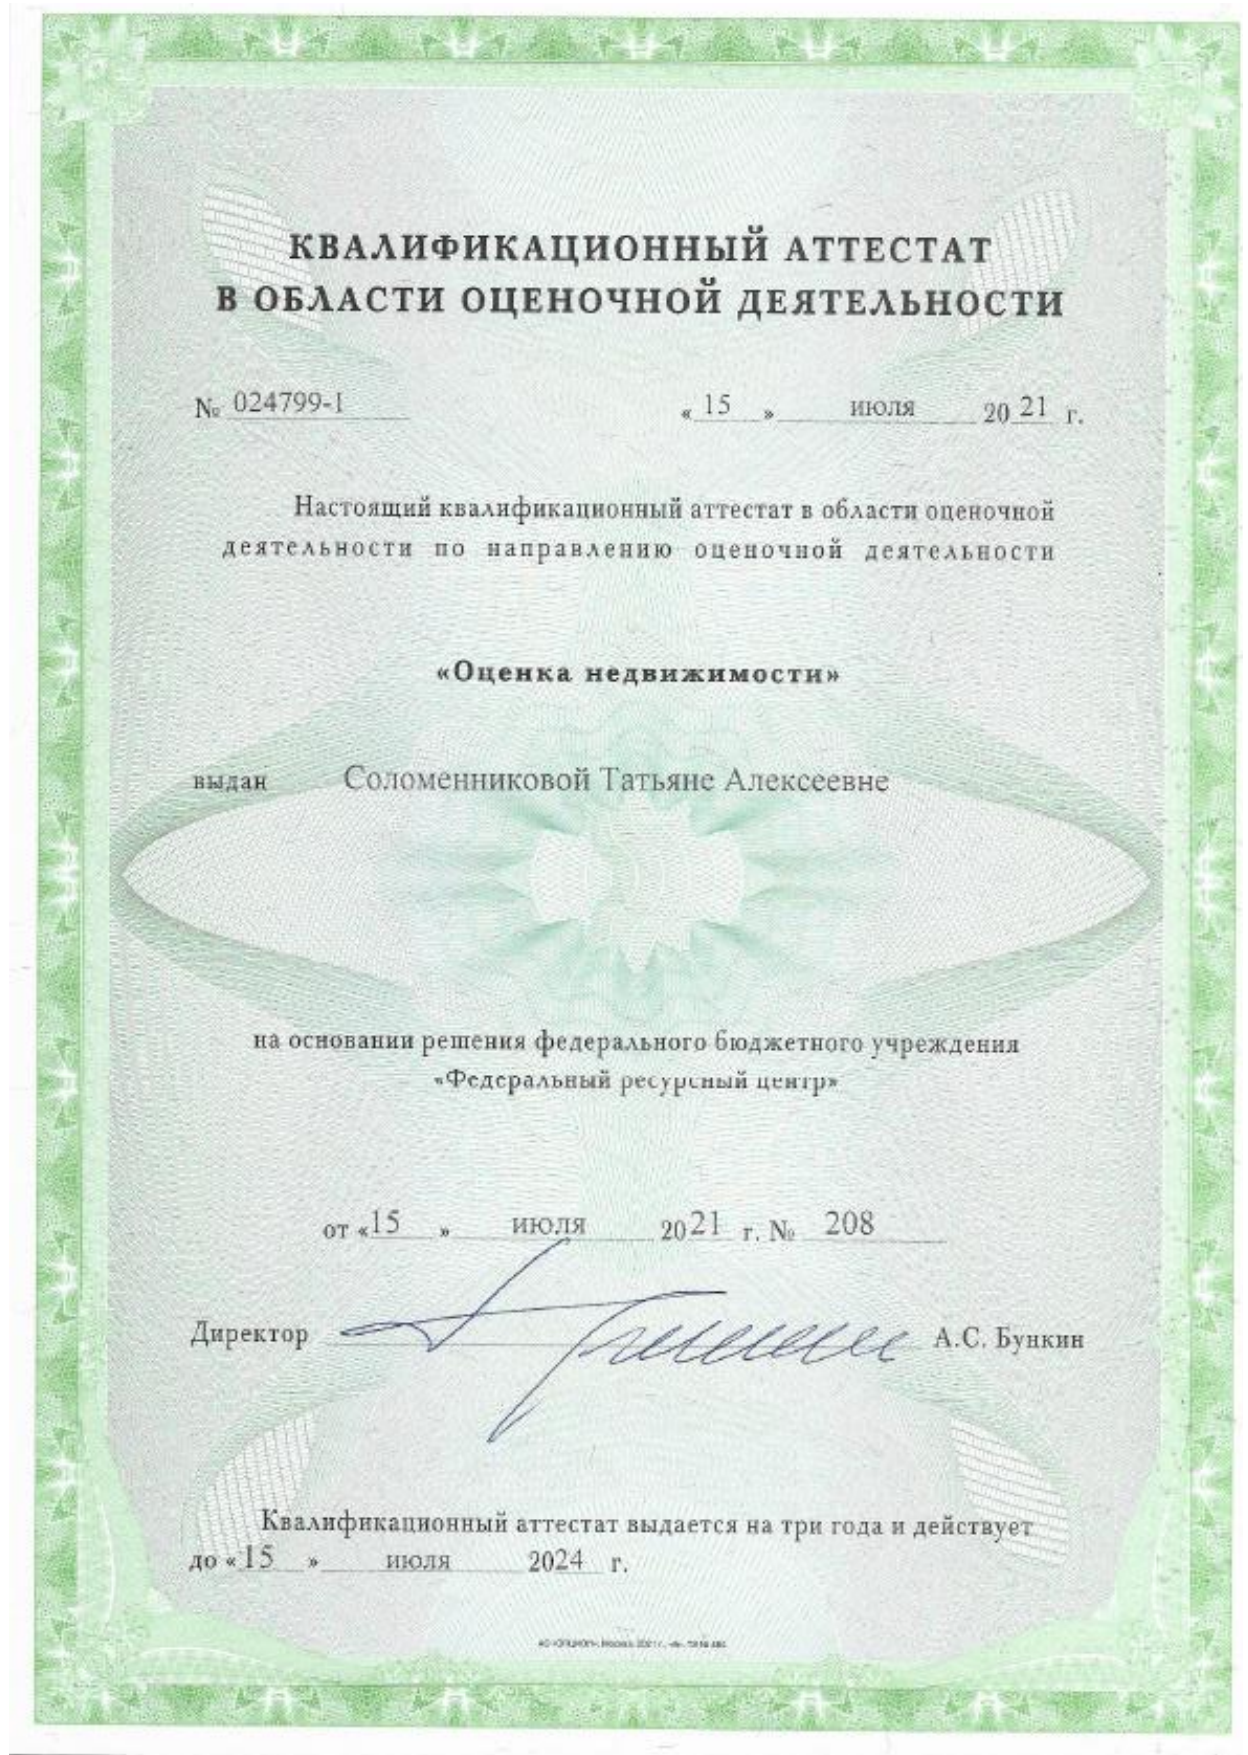 КВАЛИФИКАЦИОННЫЙ АТТЕСТАТ
В ОБЛАСТИ ОЦЕНОЧНОЙ ДЕЯТЕЛЬНОСТИ
№ 024799-1 « 15 » июля 20 21 г.
Настоящий квалификационный аттестат в области оценочной
деятельности по направлению оценочной деятельности
«Оценка недвижимости»
выдан Соломенниковой Татьяне Алексеевне
на основании решения федерального бюджетного учреждения
«Федеральный ресурсный центр»
от «15 » июля 2021 г. № 208
Директор А.С. Бункин
Квалификационный аттестат выдается на три года и действует
до «15 » июля 2024 г.